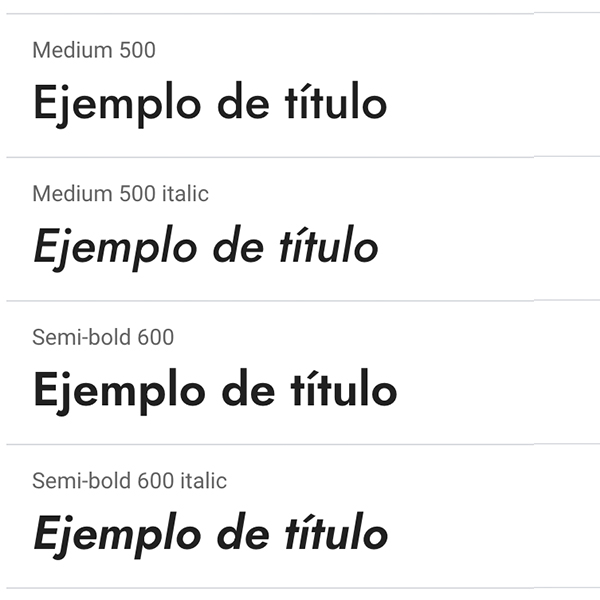 Medium 500
Ejemplo de título
Medium 500 italic
Ejemplo de título
Semi-bold 600
Ejemplo de título
Semi-bold 600 italic
Ejemplo de título